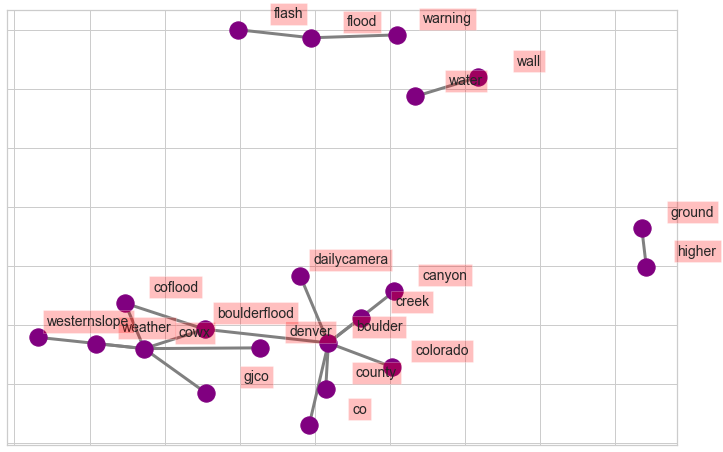 flash
flood
warning
wall
water
ground
higher
dailycamera
canyon
coflood
creek
boulderflood
westernslope
weather
boulder
denver
cowx
colorado
county
gjco
co